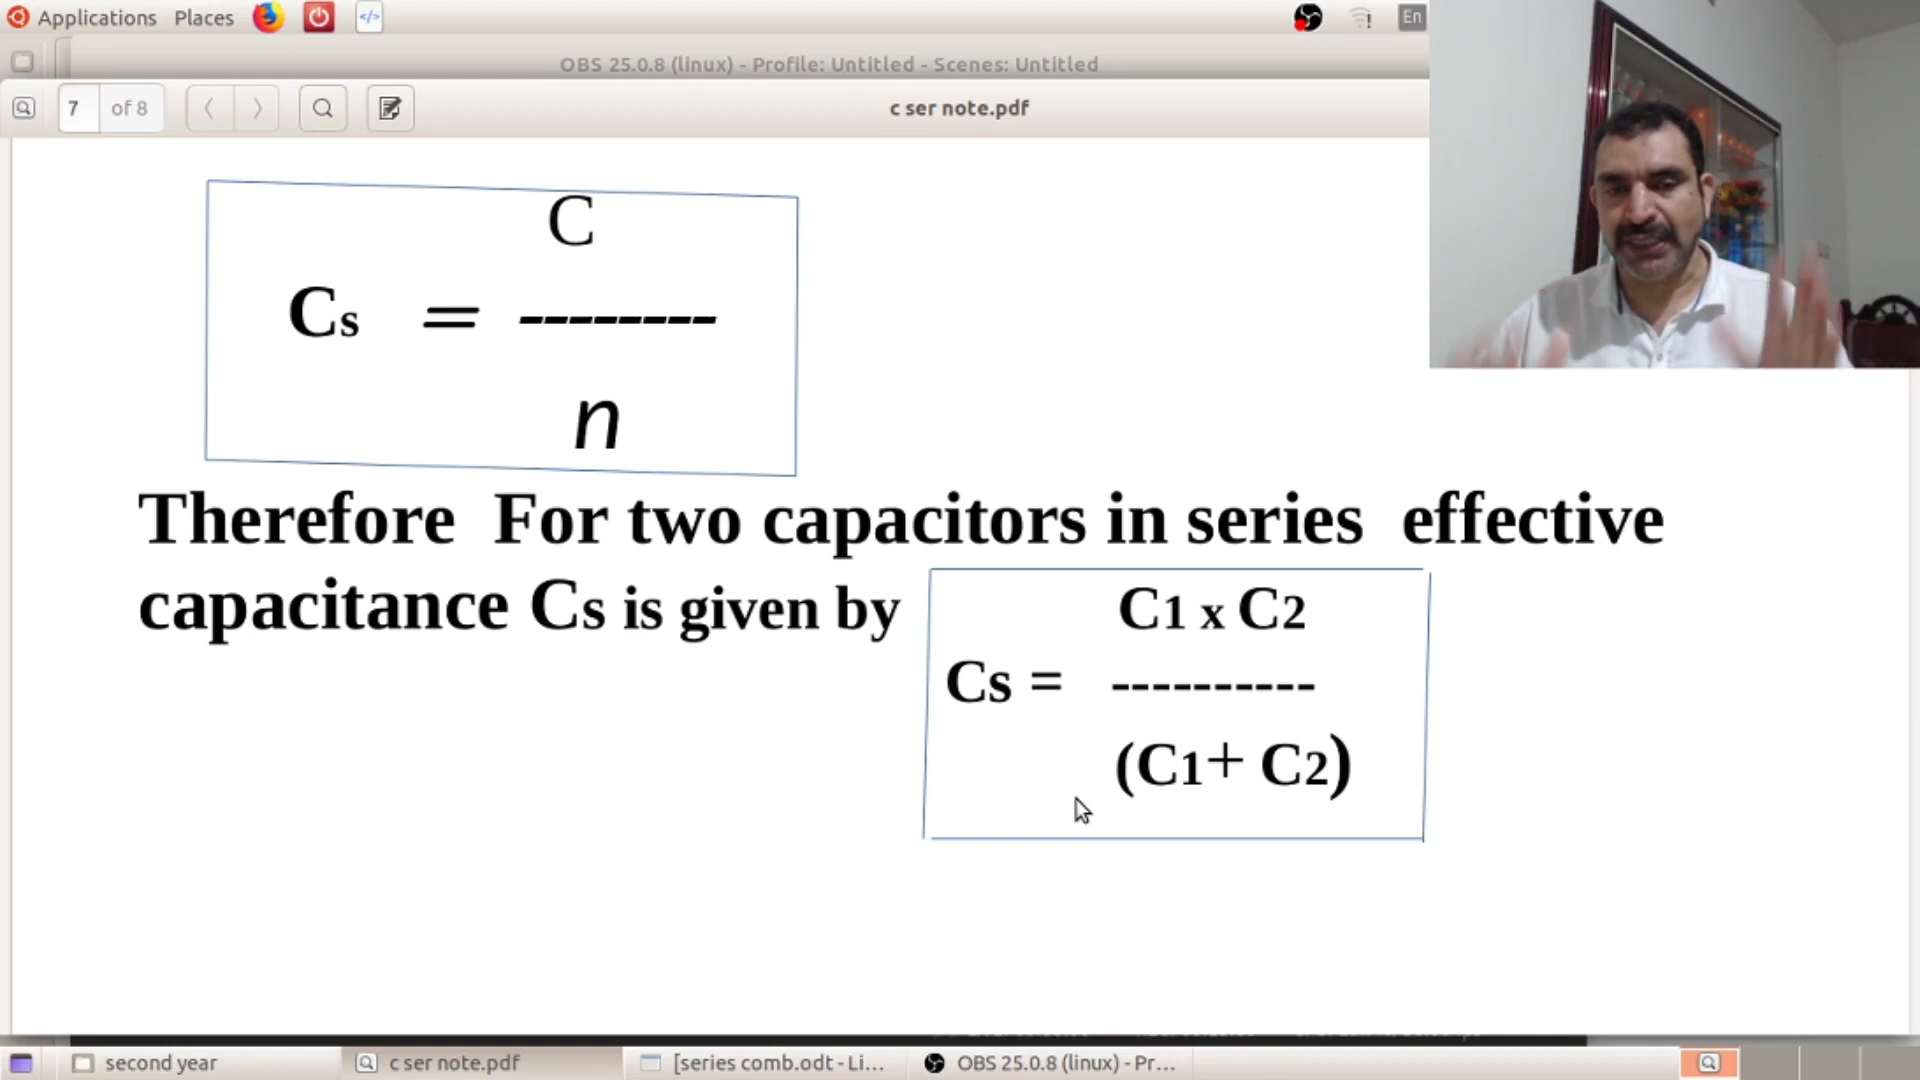 Applications Places </> En
OBS 25.0.8 (linux) - Profile: Untitled - Scenes: Untitled
7 of 8 c ser note.pdf
C
Cs = --------
n
Therefore For two capacitors in series effective
capacitance Cs is given by
C1 x C2
Cs = ----------
(C1+ C2)
second year c ser note.pdf [series comb.odt - Li... OBS 25.0.8 (linux) - Pr...